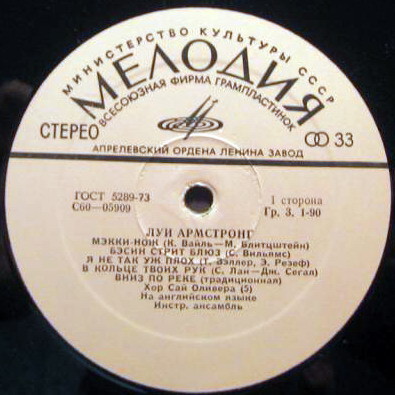 МИНИСТЕРСТВО КУЛЬТУРЫ СССР
МЕЛОДИЯ
ВСЕСОЮЗНАЯ ФИРМА ГРАМПЛАСТИНОК
СТЕРЕО
33
АПРЕЛЕВСКИЙ ОРДЕНА ЛЕНИНА ЗАВОД
ГОСТ 5289-73
С60—05909
1 сторона
Гр. 3. 1-90
ЛУИ АРМСТРОНГ
МЭККИ-НОЖ (К. Вайль—М. Блитцштейн)
БЭСИН СТРИТ БЛЮЗ (С. Вильямс)
Я НЕ ТАК УЖ ПЛОХ (Т. Вэллер, Э. Резеф)
В КОЛЬЦЕ ТВОИХ РУК (С. Лан—Дж. Сегал)
ВНИЗ ПО РЕКЕ (традиционная)
Хор Сай Оливера (5)
На английском языке
Инстр. ансамбль